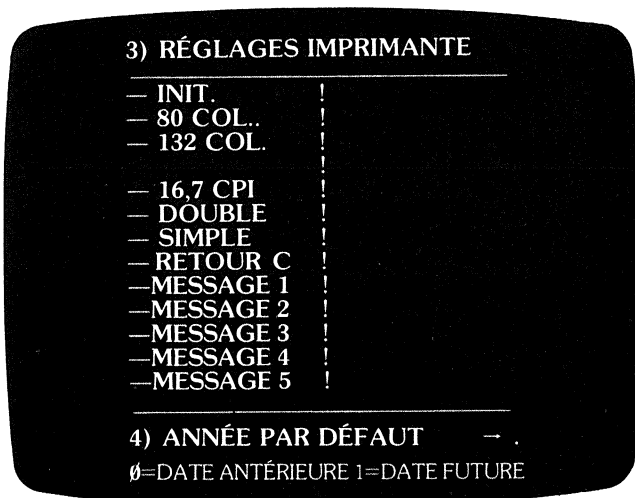 3) RÉGLAGES IMPRIMANTE
— INIT. !
— 80 COL.. !
— 132 COL. !
!
— 16,7 CPI !
— DOUBLE !
— SIMPLE !
— RETOUR C !
—MESSAGE 1 !
—MESSAGE 2 !
—MESSAGE 3 !
—MESSAGE 4 !
—MESSAGE 5 !
4) ANNÉE PAR DÉFAUT → .
Ø=DATE ANTÉRIEURE 1=DATE FUTURE